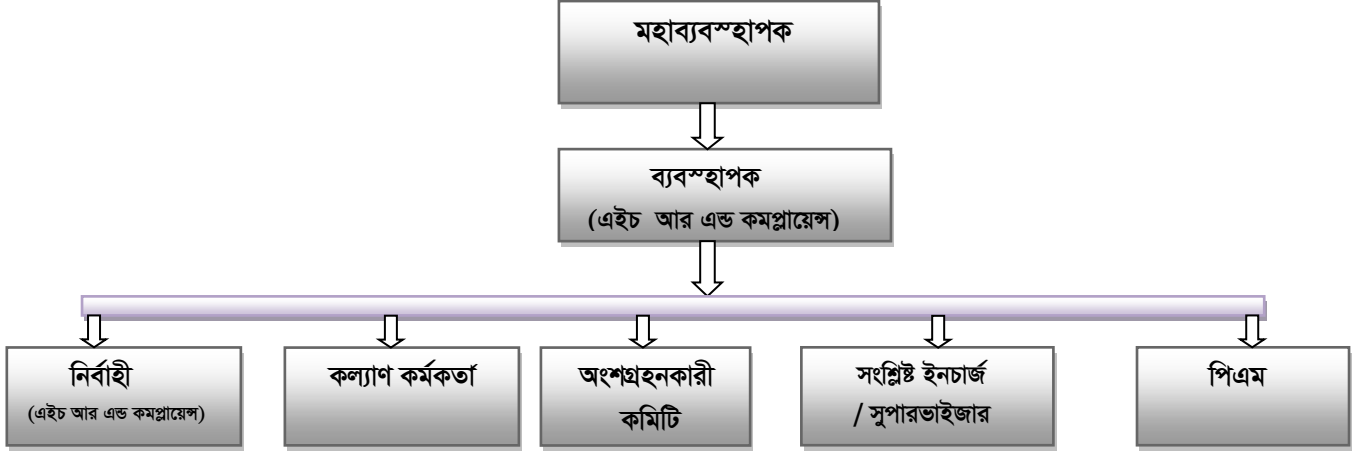 মহাব্যবস্হাপক
ব্যবস্হাপক
(এইচ আর এন্ড কমপ্লায়েন্স)
নির্বাহী
(এইচ আর এন্ড কমপ্লায়েন্স)
কল্যাণ কর্মকর্তা
অংশগ্রহনকারী
কমিটি
সংশ্লিষ্ট ইনচার্জ
/ সুপারভাইজার
পিএম